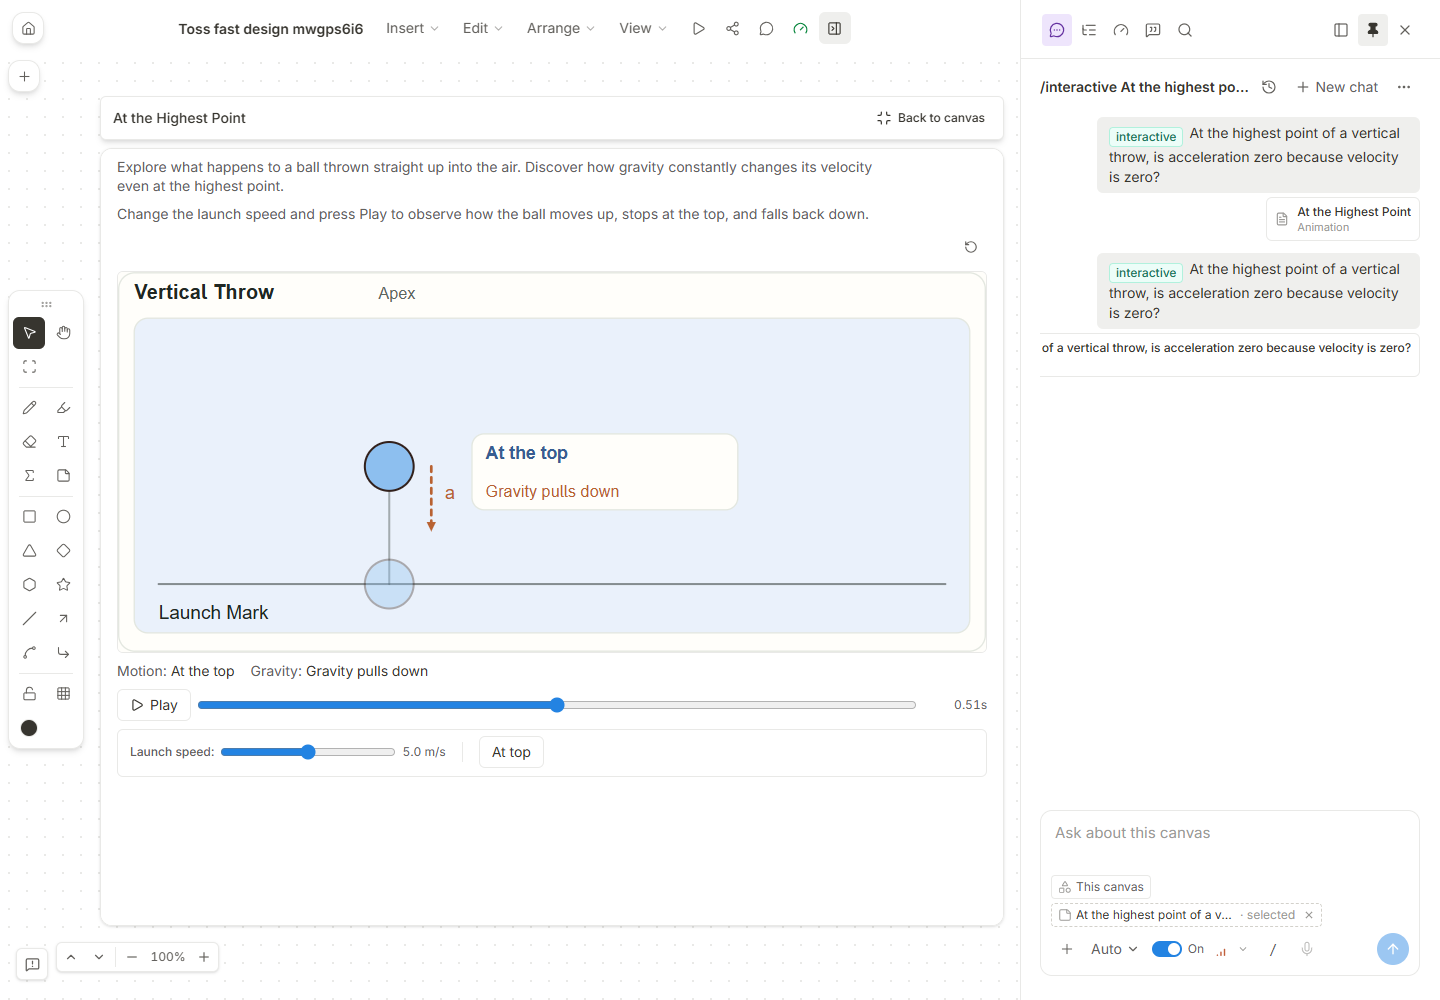 Toss fast design mwgps6i6
Insert
Edit
Arrange
View
At the Highest Point
Back to canvas
Explore what happens to a ball thrown straight up into the air. Discover how gravity constantly changes its velocity
even at the highest point.
Change the launch speed and press Play to observe how the ball moves up, stops at the top, and falls back down.
Vertical Throw
Apex
At the top
Gravity pulls down
a
Launch Mark
Motion: At the top Gravity: Gravity pulls down
Play
0.51s
Launch speed:
5.0 m/s
At top
100%
/interactive At the highest po...
New chat
interactive At the highest point of a vertical
throw, is acceleration zero because velocity
is zero?
At the Highest Point
Animation
interactive At the highest point of a vertical
throw, is acceleration zero because velocity
is zero?
of a vertical throw, is acceleration zero because velocity is zero?
Ask about this canvas
This canvas
At the highest point of a v... · selected
Auto
On
/